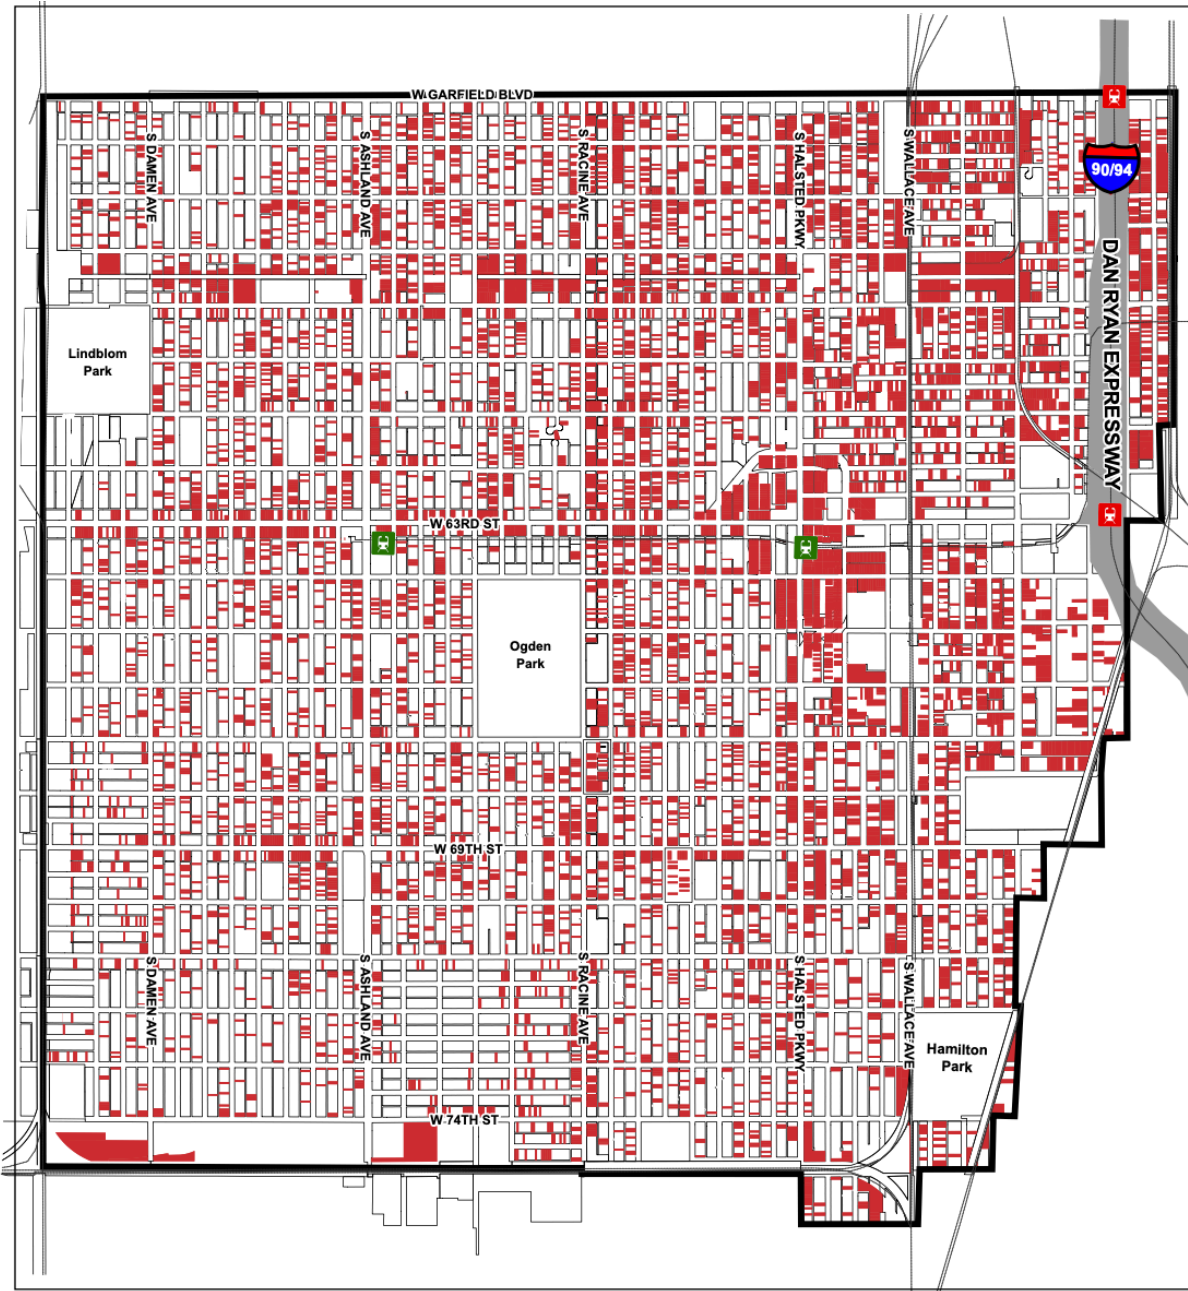 W GARFIELD BLVD
S DAMEN AVE
S ASHLAND AVE
S RACINE AVE
S HALSTED PKWY
S WALLACE AVE
90/94
DAN RYAN EXPRESSWAY
Lindblom
Park
W 63RD ST
Ogden
Park
W 69TH ST
S DAMEN AVE
S ASHLAND AVE
S RACINE AVE
S HALSTED PKWY
S WALLACE AVE
Hamilton
Park
W 74TH ST